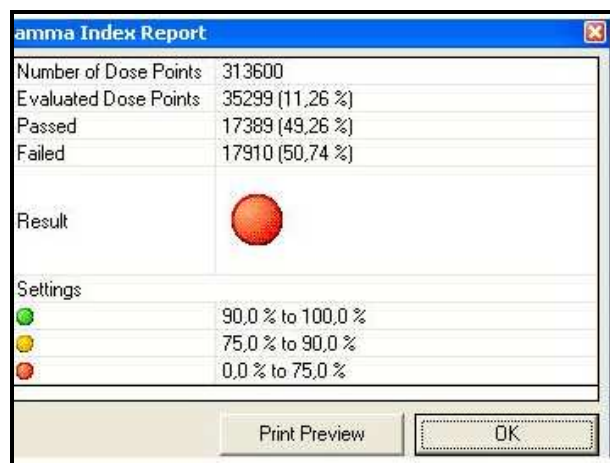 amma Index Report
Number of Dose Points 313600
Evaluated Dose Points 35299 (11,26 %)
Passed 17389 (49,26 %)
Failed 17910 (50,74 %)
Result
Settings
90,0 % to 100,0 %
75,0 % to 90,0 %
0,0 % to 75,0 %
Print Preview OK